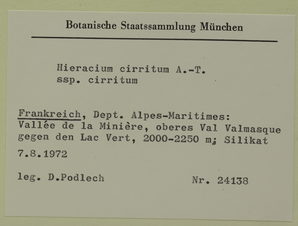 Botanische Staatssammlung München
Hieracium cirritum A.-T.
ssp. cirritum
Frankreich, Dept. Alpes-Maritimes:
Vallée de la Minière, oberes Val Valmasque
gegen den Lac Vert, 2000-2250 m; Silikat
7.8.1972
leg. D.Podlech Nr. 24138